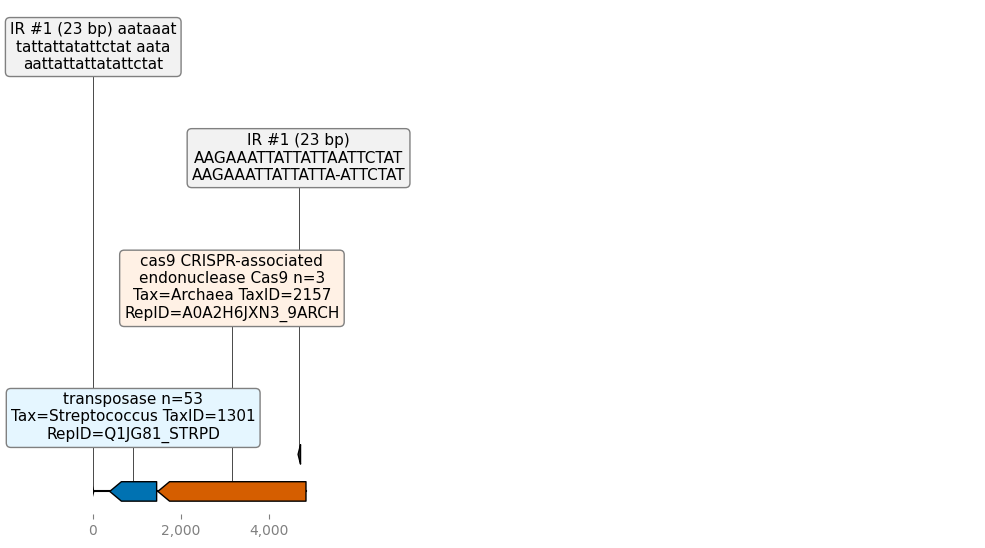 IR #1 (23 bp) aataaat
tattattatattctat aata
aattattattatattctat
IR #1 (23 bp)
AAGAAATTATTATTAATTCTAT
AAGAAATTATTATTA-ATTCTAT
cas9 CRISPR-associated
endonuclease Cas9 n=3
Tax=Archaea TaxID=2157
RepID=A0A2H6JXN3_9ARCH
transposase n=53
Tax=Streptococcus TaxID=1301
RepID=Q1JG81_STRPD
0
2,000
4,000